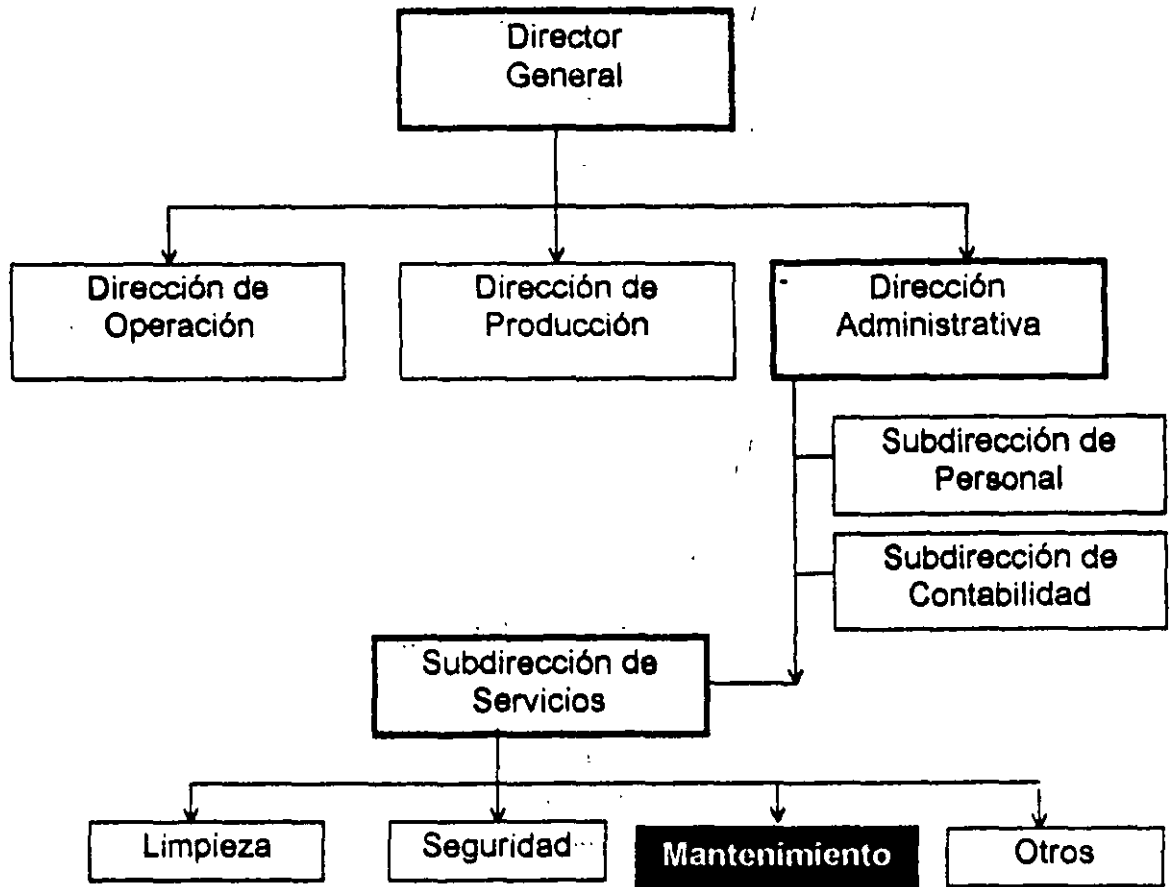 Director
General
Dirección de
Operación
Dirección de
Producción
Dirección
Administrativa
Subdirección de
Personal
Subdirección de
Contabilidad
Subdirección de
Servicios
Limpieza
Seguridad
Mantenimiento
Otros